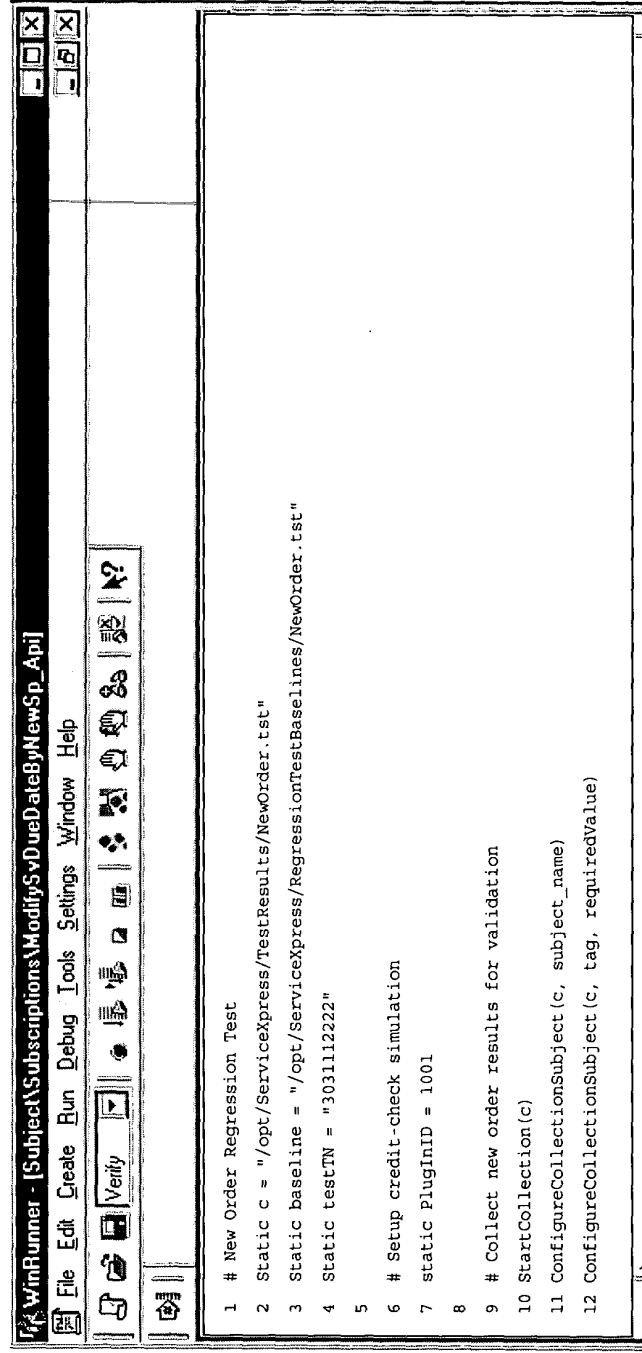 WinRunner - [Subject\Subscriptions\ModifySvDueDateByNewSp_Api]
File Edit Create Run Debug Tools Settings Window Help
Verify
1 # New Order Regression Test
2 Static c = "/opt/ServiceXpress/TestResults/NewOrder.tst"
3 Static baseline = "/opt/ServiceXpress/RegressionTestBaselines/NewOrder.tst"
4 Static testTN = "3031112222"
5
6 # Setup credit-check simulation
7 static PlugInID = 1001
8
9 # Collect new order results for validation
10 StartCollection(c)
11 ConfigureCollectionSubject(c, subject_name)
12 ConfigureCollectionSubject(c, tag, requiredValue)